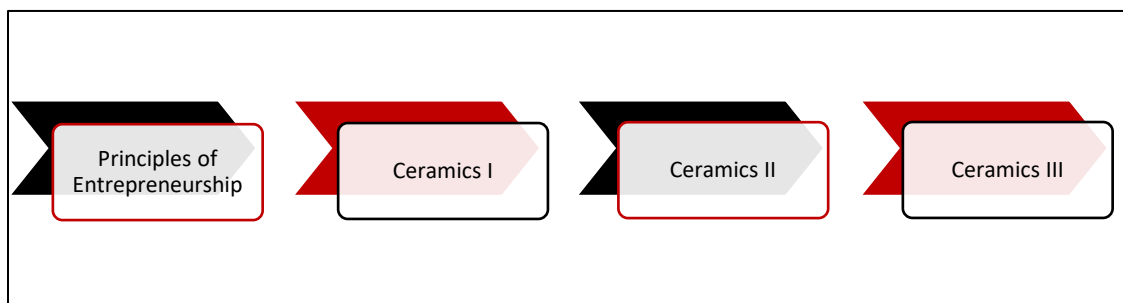 Principles of
Entrepreneurship
Ceramics I
Ceramics II
Ceramics III